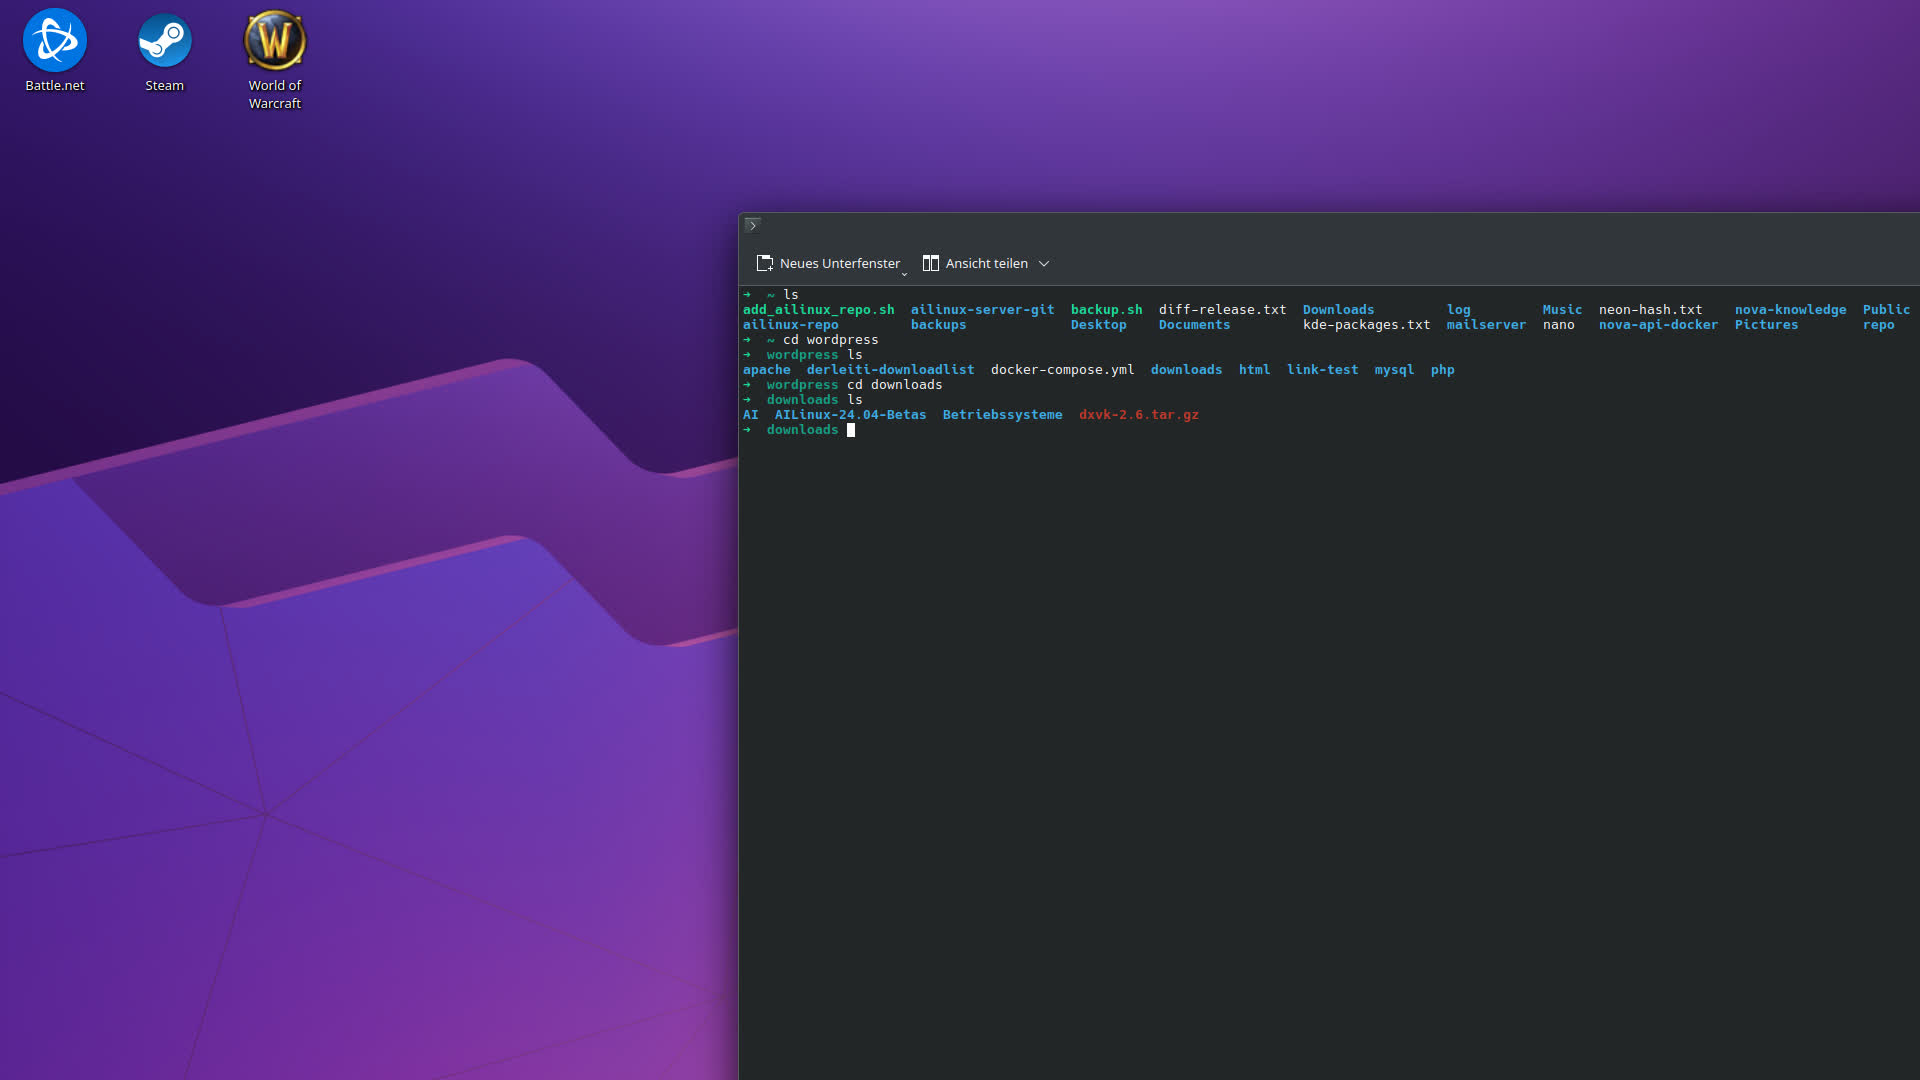 Battle.net
Steam
World of
Warcraft
Neues Unterfenster
Ansicht teilen
➜  ~ ls
add_ailinux_repo.sh  ailinux-server-git  backup.sh  diff-release.txt  Downloads         log         Music  neon-hash.txt    nova-knowledge  Public
ailinux-repo         backups             Desktop    Documents         kde-packages.txt  mailserver  nano   nova-api-docker  Pictures        repo
➜  ~ cd wordpress
➜  wordpress ls
apache  derleiti-downloadlist  docker-compose.yml  downloads  html  link-test  mysql  php
➜  wordpress cd downloads
➜  downloads ls
AI  AILinux-24.04-Betas  Betriebssysteme  dxvk-2.6.tar.gz
➜  downloads